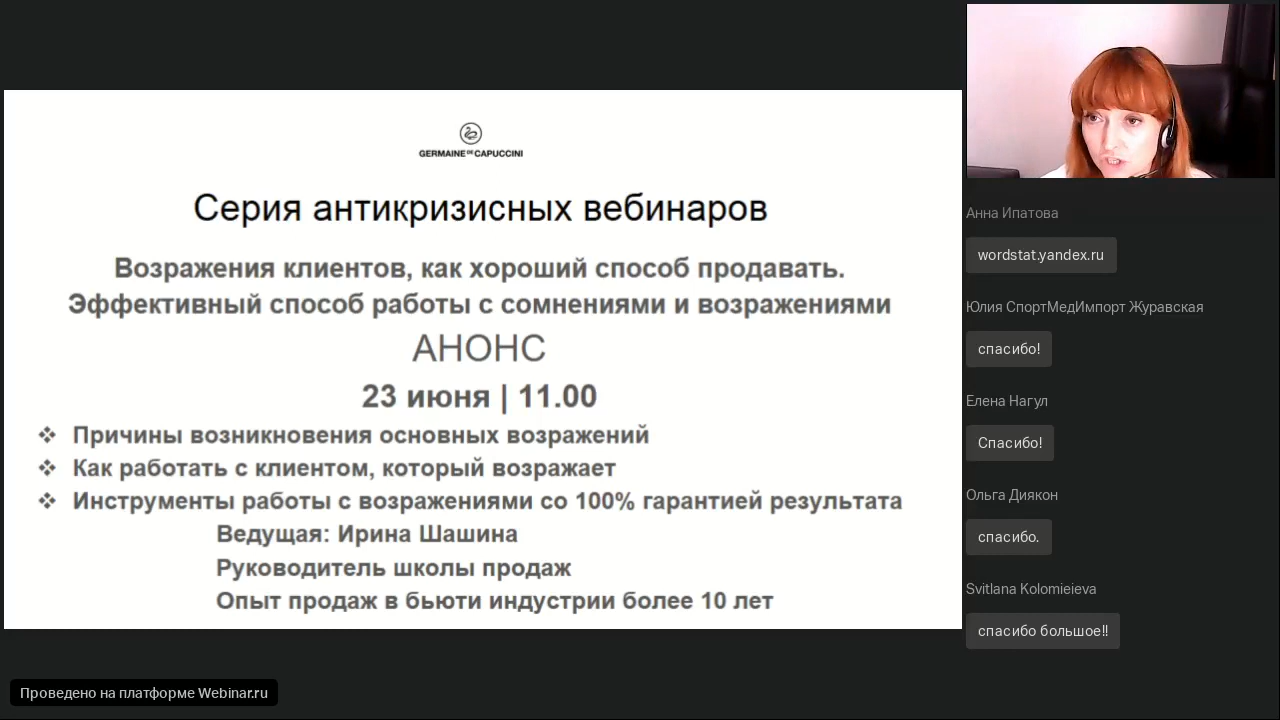 GERMAINE DE CAPUCCINI
Серия антикризисных вебинаров
Возражения клиентов, как хороший способ продавать.
Эффективный способ работы с сомнениями и возражениями
АНОНС
23 июня | 11.00
❖ Причины возникновения основных возражений
❖ Как работать с клиентом, который возражает
❖ Инструменты работы с возражениями со 100% гарантией результата
Ведущая: Ирина Шашина
Руководитель школы продаж
Опыт продаж в бьюти индустрии более 10 лет
Проведено на платформе Webinar.ru
Анна Ипатова
wordstat.yandex.ru
Юлия СпортМедИмпорт Журавская
спасибо!
Елена Нагул
Спасибо!
Ольга Диякон
спасибо.
Svitlana Kolomieieva
спасибо большое!!